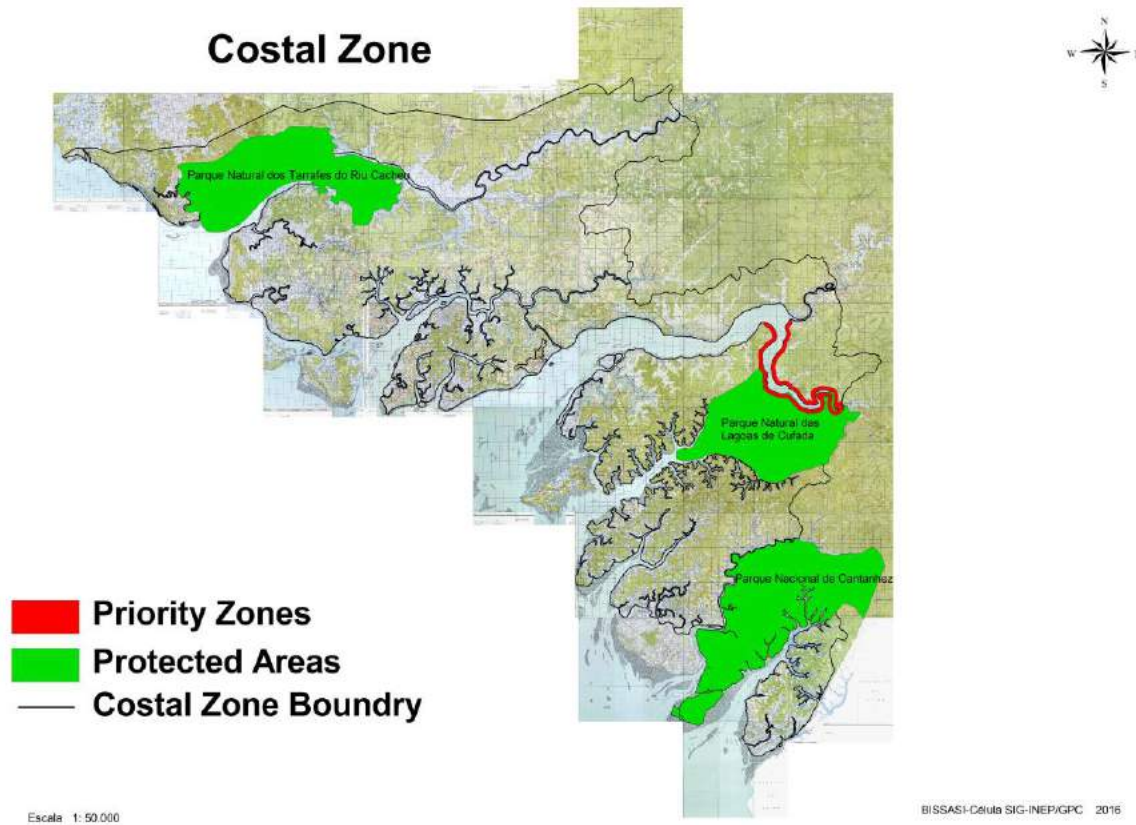 Costal Zone
N
W
S
Parque Natural dos Tarrafes do Riu Cacheu
Parque Natural das
Lagoas de Cufada
Parque Nacional de Cantanhez
Priority Zones
Protected Areas
Costal Zone Boundry
Escala 1: 50.000
BISSASI-Célula SIG-INEP/GPC 2016